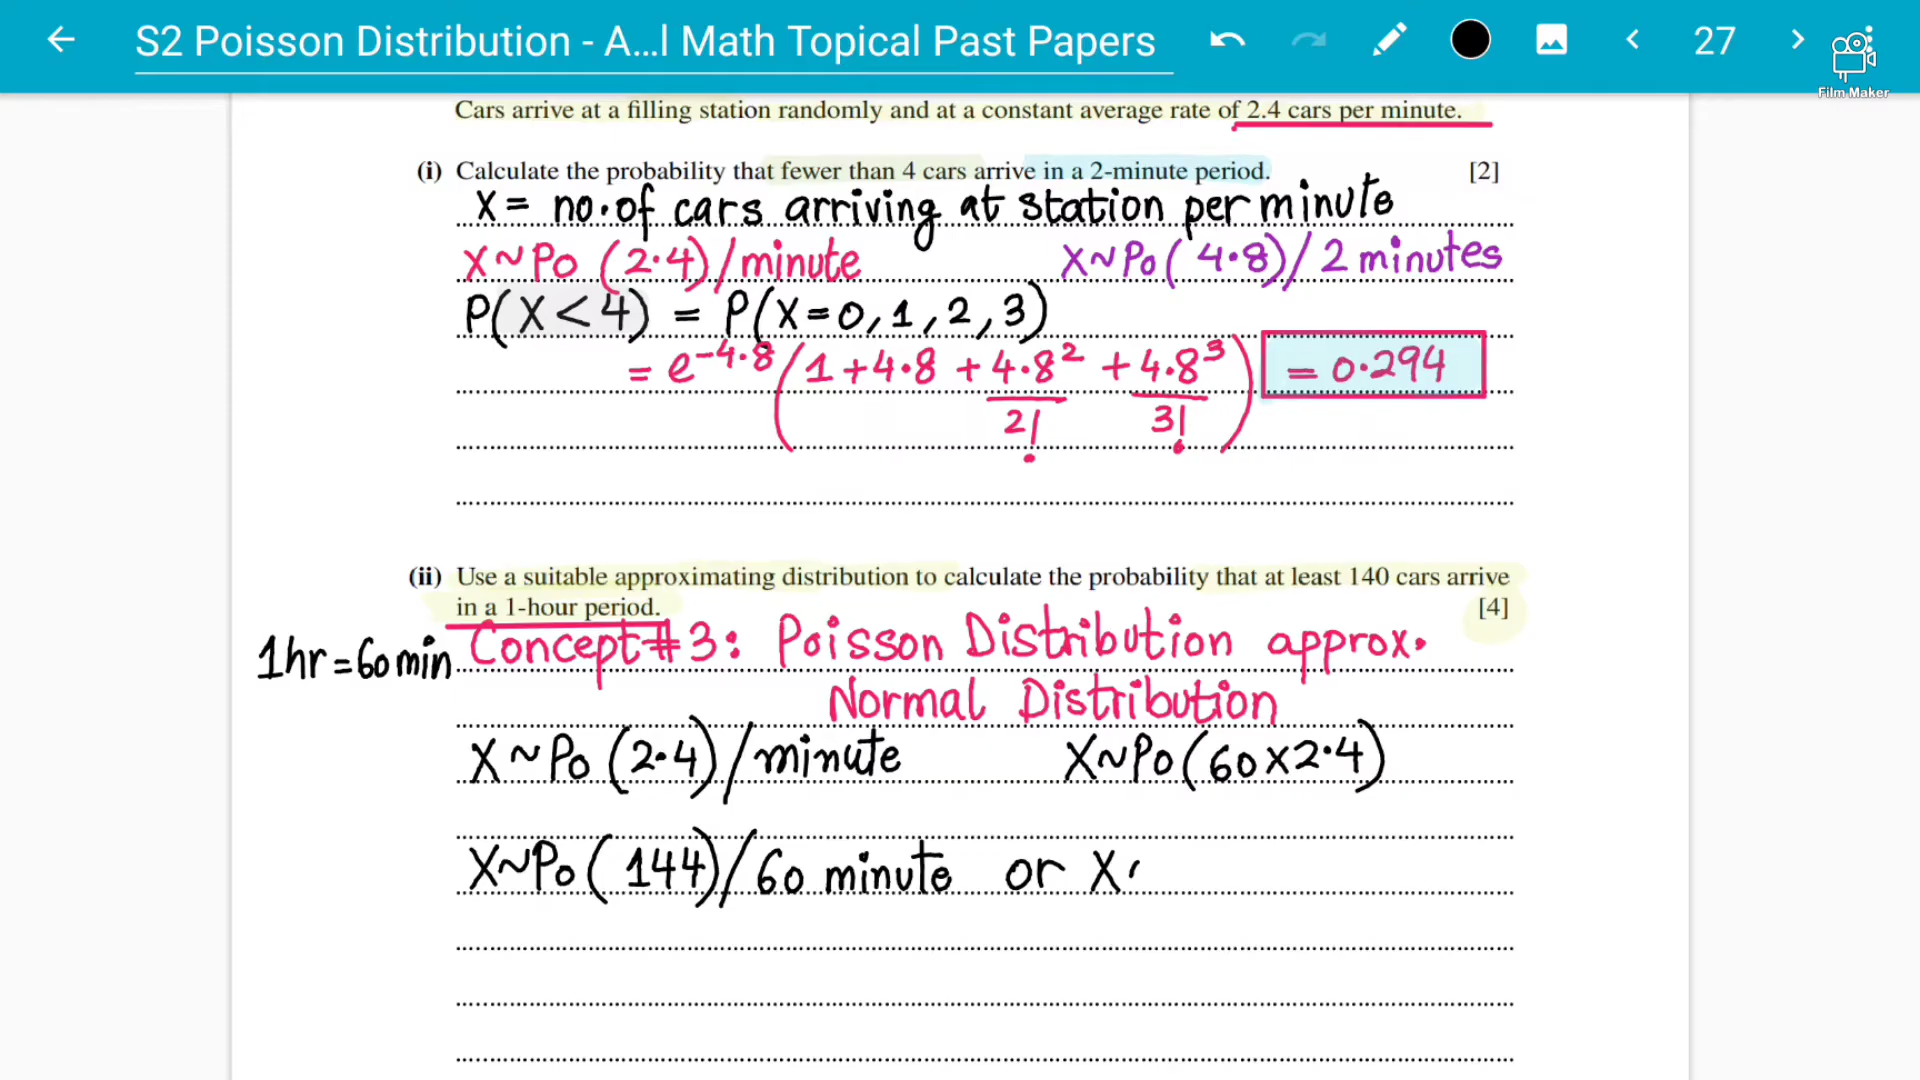 S2 Poisson Distribution - A...l Math Topical Past Papers
27
Film Maker
Cars arrive at a filling station randomly and at a constant average rate of 2.4 cars per minute.
(i) Calculate the probability that fewer than 4 cars arrive in a 2-minute period. [2]
X = no. of cars arriving at station per minute
X~Po(2.4)/minute X~Po(4.8)/2 minutes
P(X<4) = P(X=0,1,2,3)
= e^-4.8 (1+4.8+4.8²/2!+4.8³/3!) = 0.294
(ii) Use a suitable approximating distribution to calculate the probability that at least 140 cars arrive
in a 1-hour period. [4]
1hr=60min Concept#3: Poisson Distribution approx.
Normal Distribution
X~Po(2.4)/minute X~Po(60x2.4)
X~Po(144)/60 minute or X